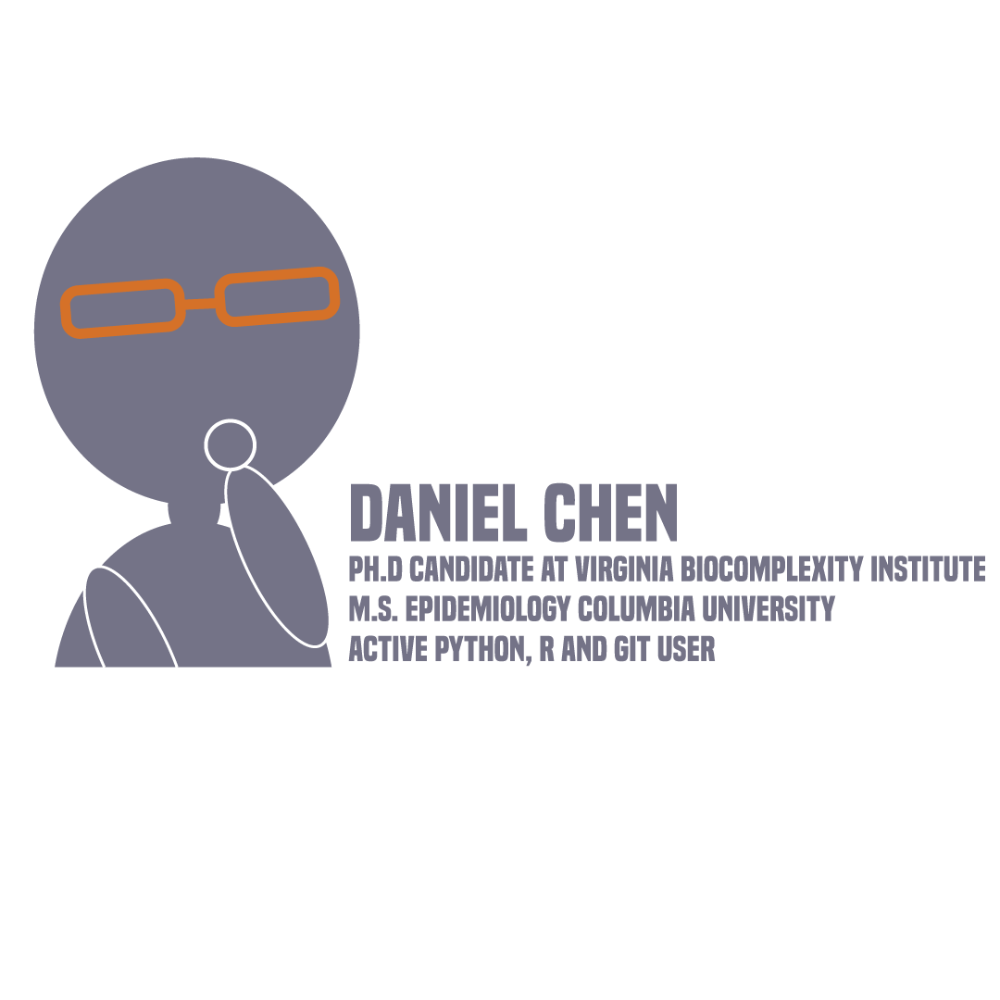 DANIEL CHEN
PH.D CANDIDATE AT VIRGINIA BIOCOMPLEXITY INSTITUTE
M.S. EPIDEMIOLOGY COLUMBIA UNIVERSITY
ACTIVE PYTHON, R AND GIT USER